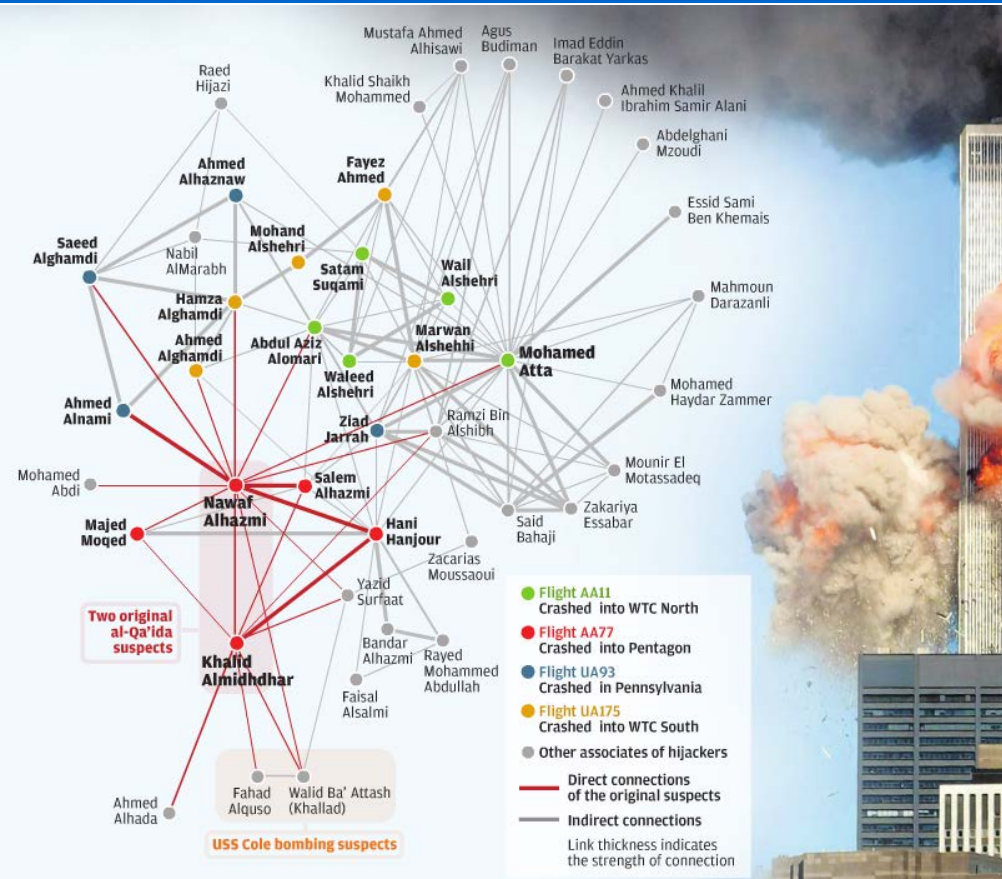 Mustafa Ahmed
Alhisawi
Agus
Budiman
Imad Eddin
Barakat Yarkas
Raed
Hijazi
Khalid Shaikh
Mohammed
Ahmed Khalil
Ibrahim Samir Alani
Abdelghani
Mzoudi
Ahmed
Alhaznaw
Fayez
Ahmed
Essid Sami
Ben Khemais
Saeed
Alghamdi
Nabil
AlMarabh
Mohand
Alshehri
Satam
Suqami
Wail
Alshehri
Mahmoun
Darazanli
Hamza
Alghamdi
Ahmed
Alghamdi
Abdul Aziz
Alomari
Waleed
Alshehri
Marwan
Alshehhi
Mohamed
Atta
Mohamed
Haydar Zammer
Ahmed
Alnami
Ziad
Jarrah
Ramzi Bin
Alshibh
Mounir El
Motassadeq
Mohamed
Abdi
Nawaf
Alhazmi
Salem
Alhazmi
Said
Bahaji
Zakariya
Essabar
Majed
Moqed
Hani
Hanjour
Zacarias
Moussaoui
Yazid
Surfaat
Two original
al-Qa'ida
suspects
Khalid
Almidhdhar
Bandar
Alhazmi
Rayed
Mohammed
Abdullah
Faisal
Alsalmi
Ahmed
Alhada
Fahad
Alquso
Walid Ba' Attash
(Khallad)
USS Cole bombing suspects
Flight AA11
Crashed into WTC North
Flight AA77
Crashed into Pentagon
Flight UA93
Crashed in Pennsylvania
Flight UA175
Crashed into WTC South
Other associates of hijackers
Direct connections
of the original suspects
Indirect connections
Link thickness indicates
the strength of connection